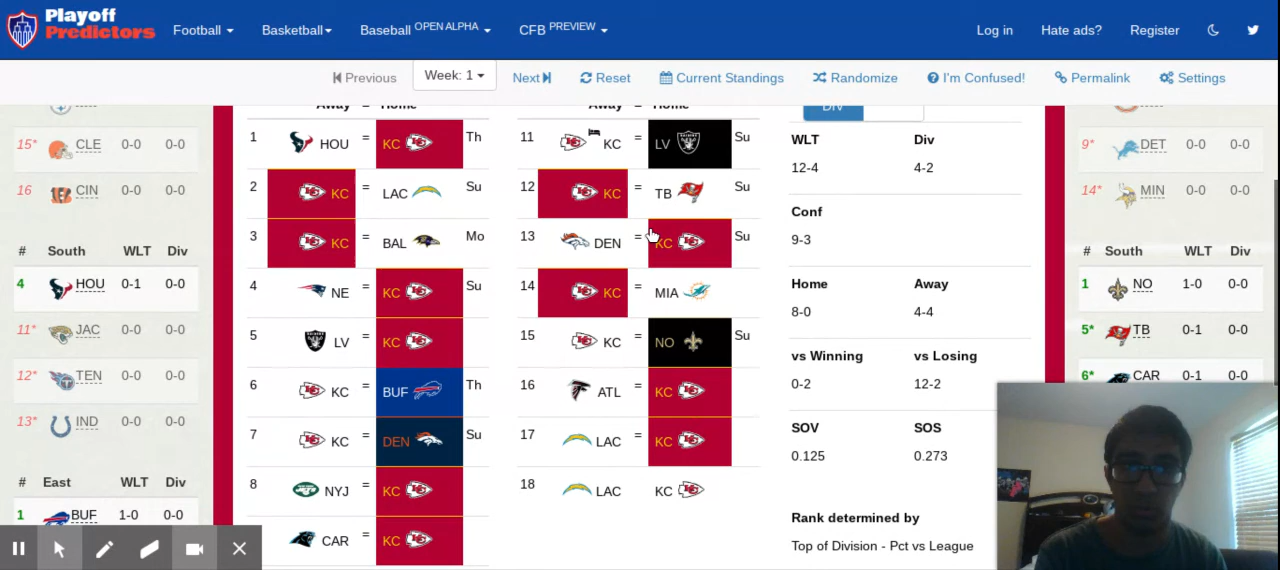 Playoff
Predictors
Football
Basketball
Baseball OPEN ALPHA
CFB PREVIEW
Log in
Hate ads?
Register
Previous
Week: 1
Next
Reset
Current Standings
Randomize
I'm Confused!
Permalink
Settings
15* CLE 0-0 0-0
16 CIN 0-0 0-0
# South WLT Div
4 HOU 0-1 0-0
11* JAC 0-0 0-0
12* TEN 0-0 0-0
13* IND 0-0 0-0
# East WLT Div
1 BUF 1-0 0-0
Away = Home
1 HOU = KC Th
2 KC = LAC Su
3 KC = BAL Mo
4 NE = KC Su
5 LV = KC Su
6 KC = BUF Th
7 KC = DEN Su
8 NYJ = KC
CAR = KC
Away = Home
11 KC = LV Su
12 KC = TB Su
13 DEN = KC Su
14 KC = MIA Su
15 KC = NO Su
16 ATL = KC
17 LAC = KC
18 LAC KC
DIV
WLT Div
12-4 4-2
Conf
9-3
Home Away
8-0 4-4
vs Winning vs Losing
0-2 12-2
SOV SOS
0.125 0.273
Rank determined by
Top of Division - Pct vs League
9* DET 0-0 0-0
14* MIN 0-0 0-0
# South WLT Div
1 NO 1-0 0-0
5* TB 0-1 0-0
6* CAR 0-1 0-0